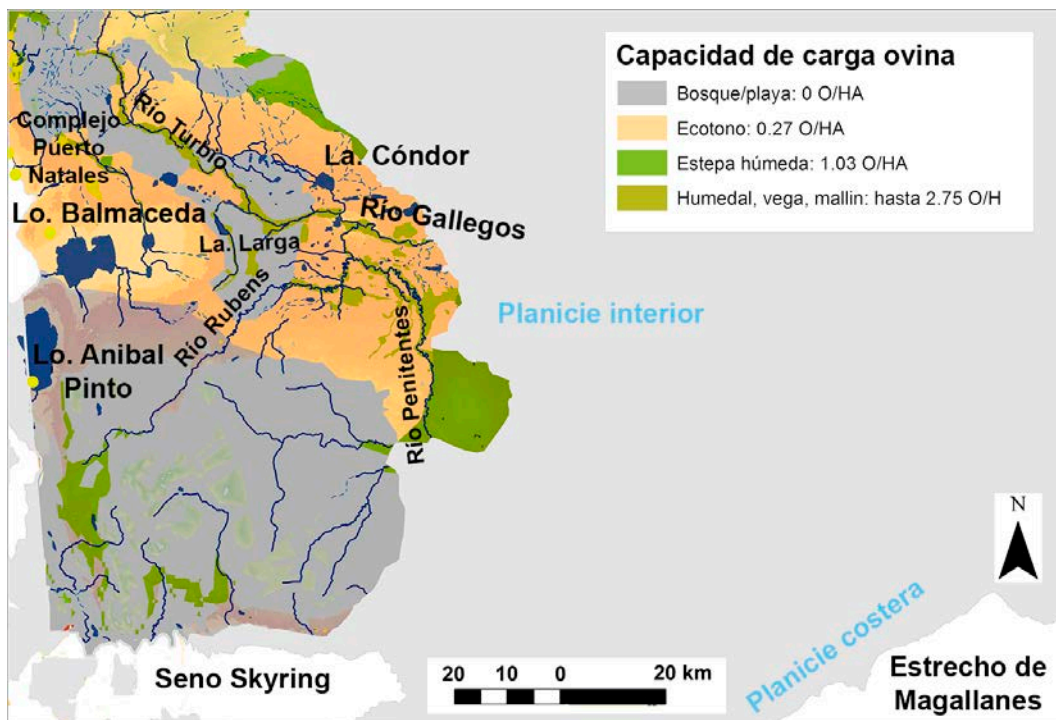 Capacidad de carga ovina
Bosque/playa: 0 O/HA
Ecotono: 0.27 O/HA
Estepa húmeda: 1.03 O/HA
Humedal, vega, mallin: hasta 2.75 O/H
Complejo
Puerto
Natales
Río Turbio
La. Cóndor
Lo. Balmaceda
Río Gallegos
La. Larga
Río Rubens
Planicie interior
Lo. Anibal
Pinto
Río Penitentes
N
Planicie costera
Seno Skyring
20 10 0 20 km
Estrecho de
Magallanes